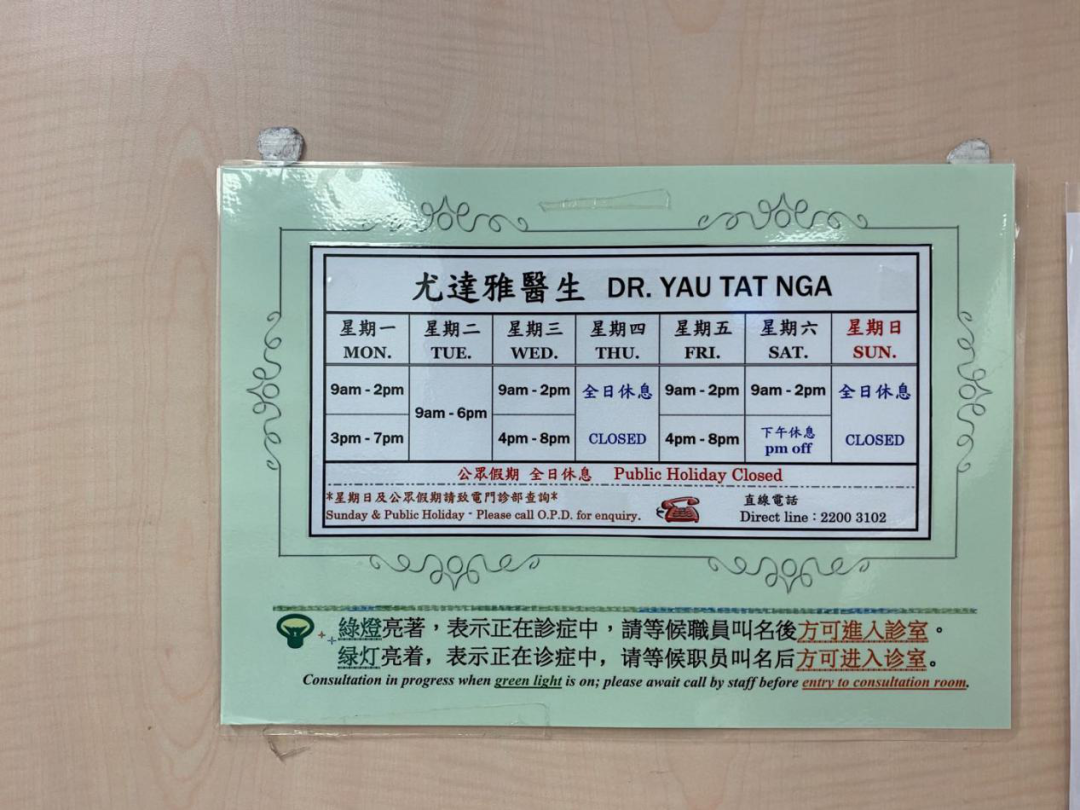 尤達雅醫生 DR. YAU TAT NGA
星期一 星期二 星期三 星期四 星期五 星期六 星期日
MON. TUE. WED. THU. FRI. SAT. SUN.
9am - 2pm 9am - 6pm 9am - 2pm 全日休息 9am - 2pm 9am - 2pm 全日休息
3pm - 7pm 4pm - 8pm CLOSED 4pm - 8pm 下午休息 pm off CLOSED
公眾假期 全日休息 Public Holiday Closed
*星期日及公眾假期請致電門診部查詢* 直線電話
Sunday & Public Holiday - Please call O.P.D. for enquiry. Direct line : 2200 3102
綠燈亮著，表示正在診症中，請等候職員叫名後方可進入診室。
绿灯亮着，表示正在诊症中，请等候职员叫名后方可进入诊室。
Consultation in progress when green light is on; please await call by staff before entry to consultation room.